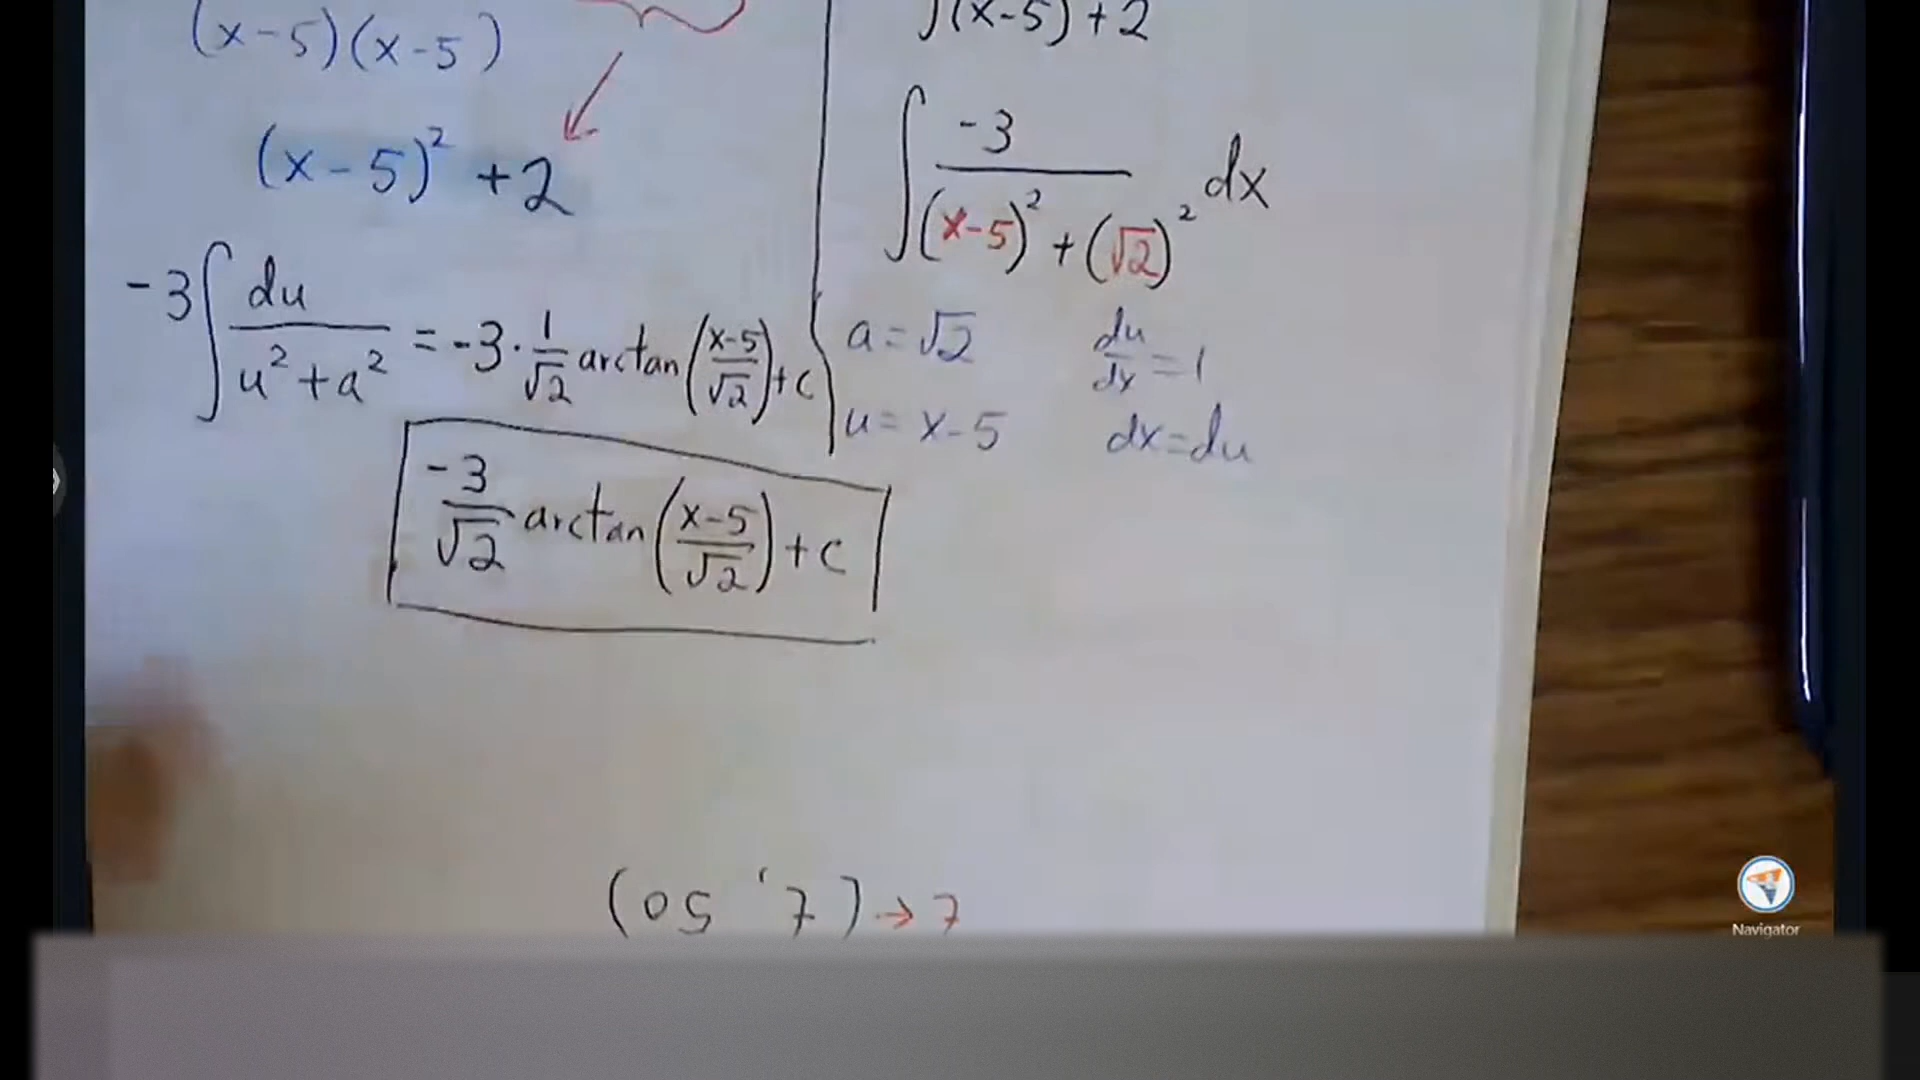 (x-5)(x-5)
(x-5)² +2
-3∫ du/(u²+a²) = -3·1/√2 arctan((x-5)/√2)+c
-3/√2 arctan((x-5)/√2)+c
∫(x-5)+2
∫ -3/((x-5)²+(√2)²) dx
a=√2 du/dx=1
u=x-5 dx=du
Navigator